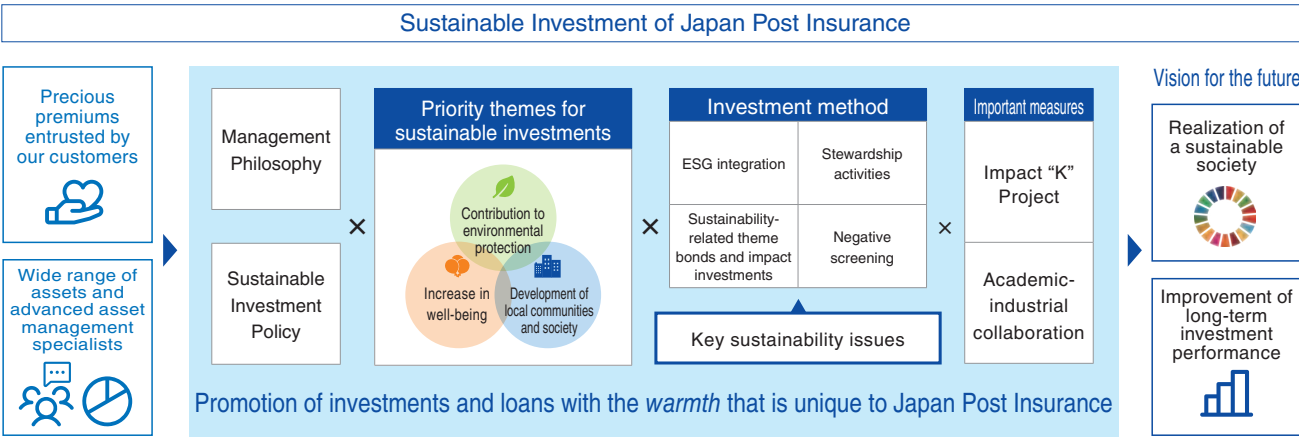 Sustainable Investment of Japan Post Insurance
Precious
premiums
entrusted by
our customers
Wide range of
assets and
advanced asset
management
specialists
Management
Philosophy
Sustainable
Investment
Policy
×
Priority themes for
sustainable investments
Contribution to
environmental
protection
Increase in
well-being
Development of
local communities
and society
×
Investment method
ESG integration
Stewardship
activities
Sustainability-
related theme
bonds and impact
investments
Negative
screening
Key sustainability issues
×
Important measures
Impact “K”
Project
Academic-
industrial
collaboration
Promotion of investments and loans with the warmth that is unique to Japan Post Insurance
Vision for the future
Realization of
a sustainable
society
Improvement of
long-term
investment
performance